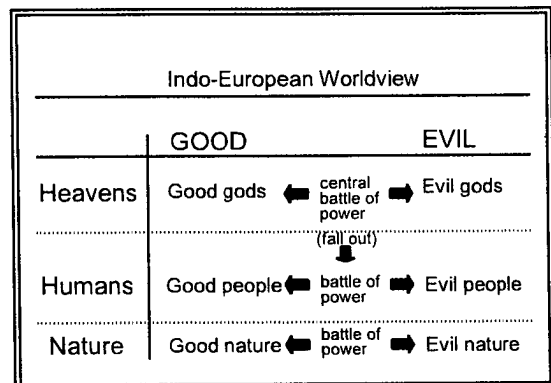 Indo-European Worldview
GOOD EVIL
Heavens Good gods central battle of power Evil gods
(fall out)
Humans Good people battle of power Evil people
Nature Good nature battle of power Evil nature